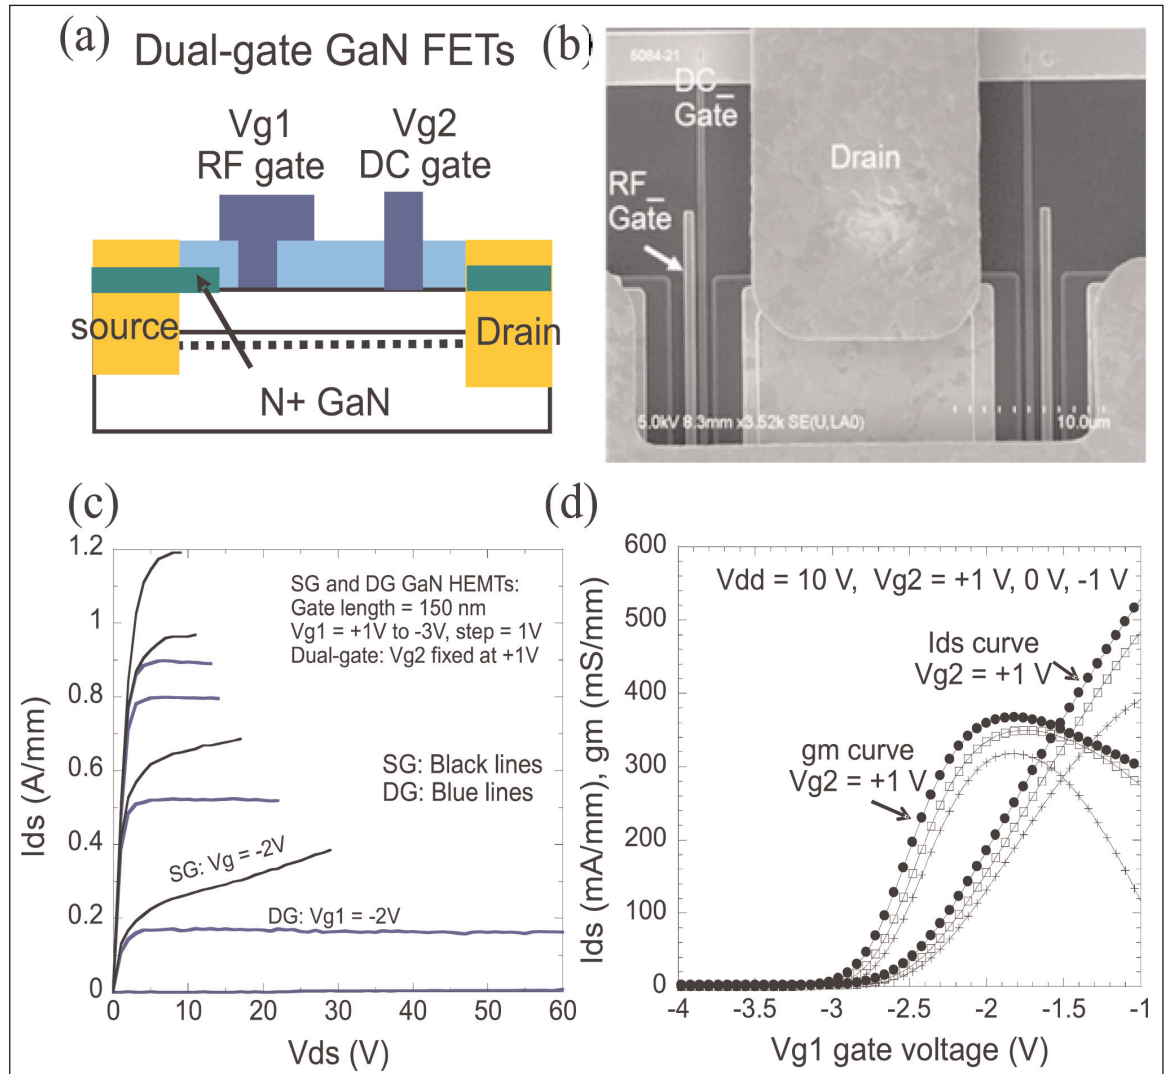 (a)
Dual-gate GaN FETs
Vg1
RF gate
Vg2
DC gate
source
Drain
N+ GaN
(b)
5084-21
C
DC_
Gate
Drain
RF_
Gate
5.0kV 8.3mm x3.52k SE(U,LA0)
10.0um
(c)
1.2
1
0.8
0.6
0.4
0.2
0
Ids (A/mm)
SG and DG GaN HEMTs:
Gate length = 150 nm
Vg1 = +1V to -3V, step = 1V
Dual-gate: Vg2 fixed at +1V
SG: Black lines
DG: Blue lines
SG: Vg = -2V
DG: Vg1 = -2V
0 10 20 30 40 50 60
Vds (V)
(d)
600
500
400
300
200
100
0
Ids (mA/mm), gm (mS/mm)
Vdd = 10 V, Vg2 = +1 V, 0 V, -1 V
Ids curve
Vg2 = +1 V
gm curve
Vg2 = +1 V
-4 -3.5 -3 -2.5 -2 -1.5 -1
Vg1 gate voltage (V)